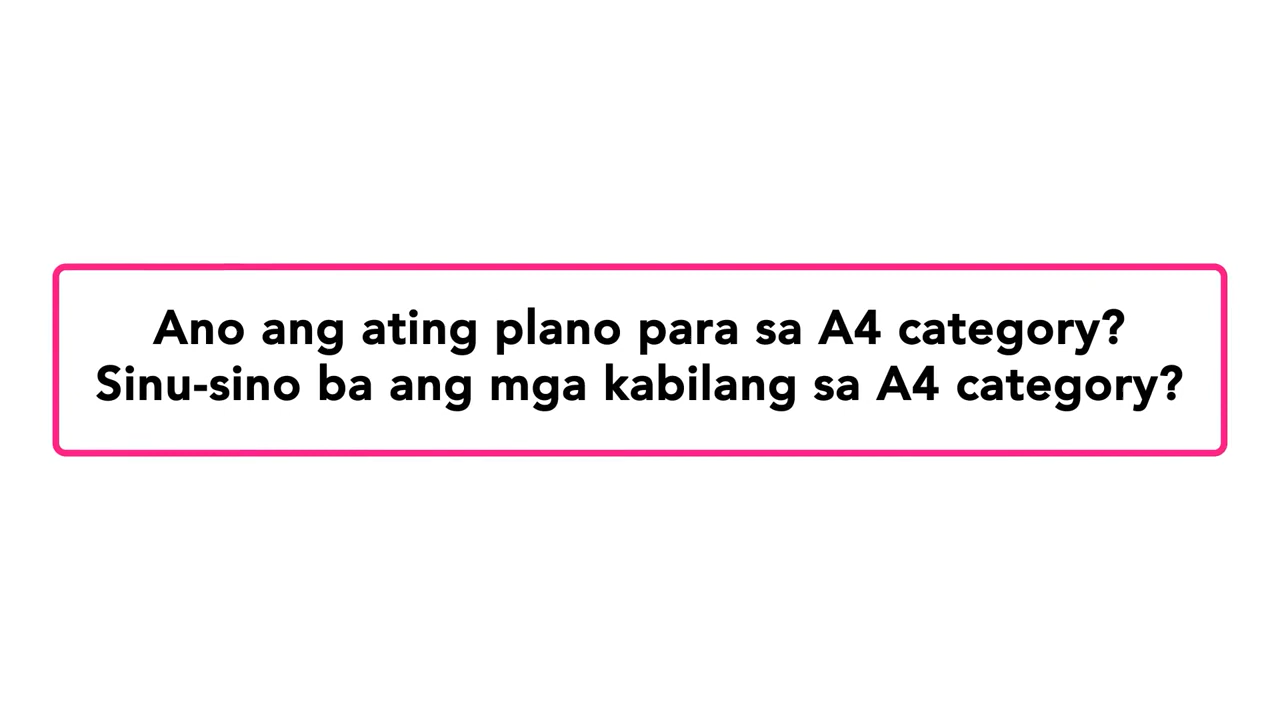 Ano ang ating plano para sa A4 category?
Sinu-sino ba ang mga kabilang sa A4 category?